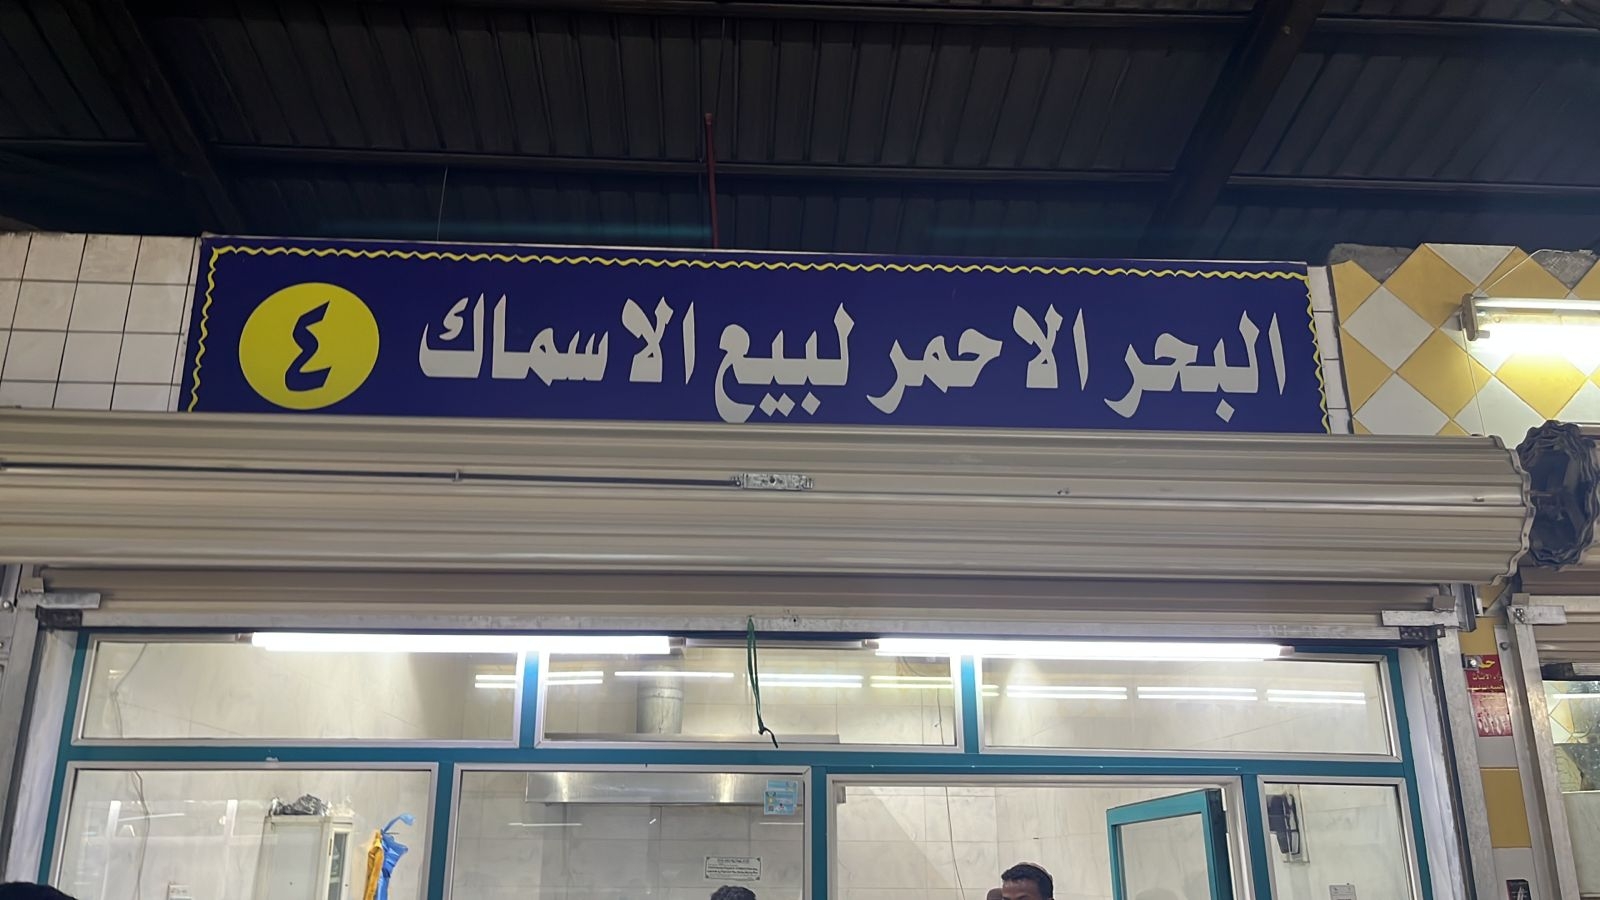 البحر الاحمر لبيع الاسماك ٤